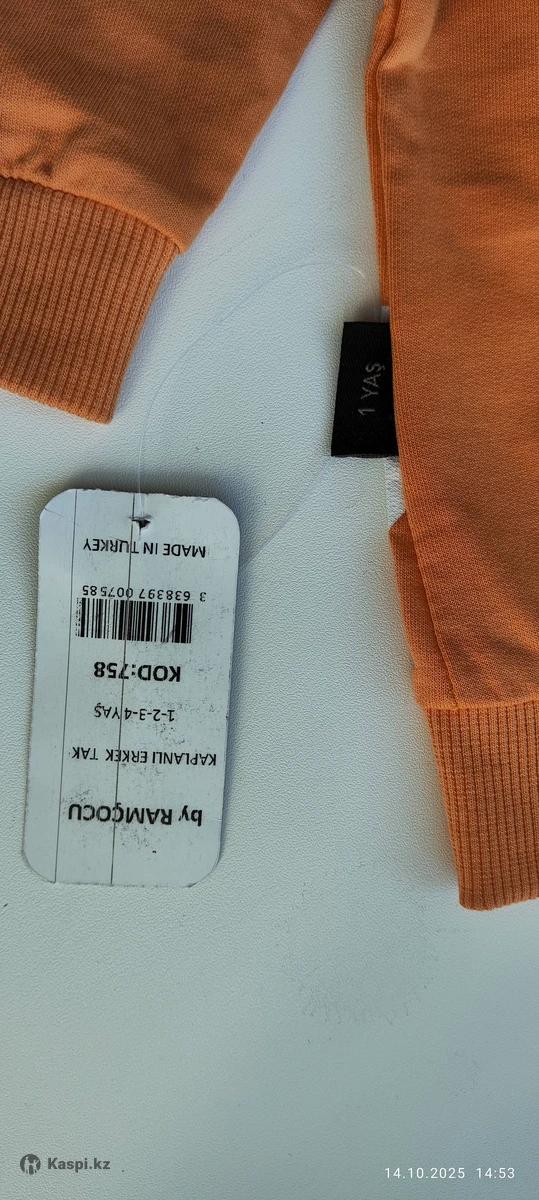 by RAMÇOCU
KAPLANLI ERKEK TAK
1-2-3-4 YAŞ
KOD:758
3 638397 007585
MADE IN TURKEY
1 YAŞ
Kaspi.kz
14.10.2025 14:53